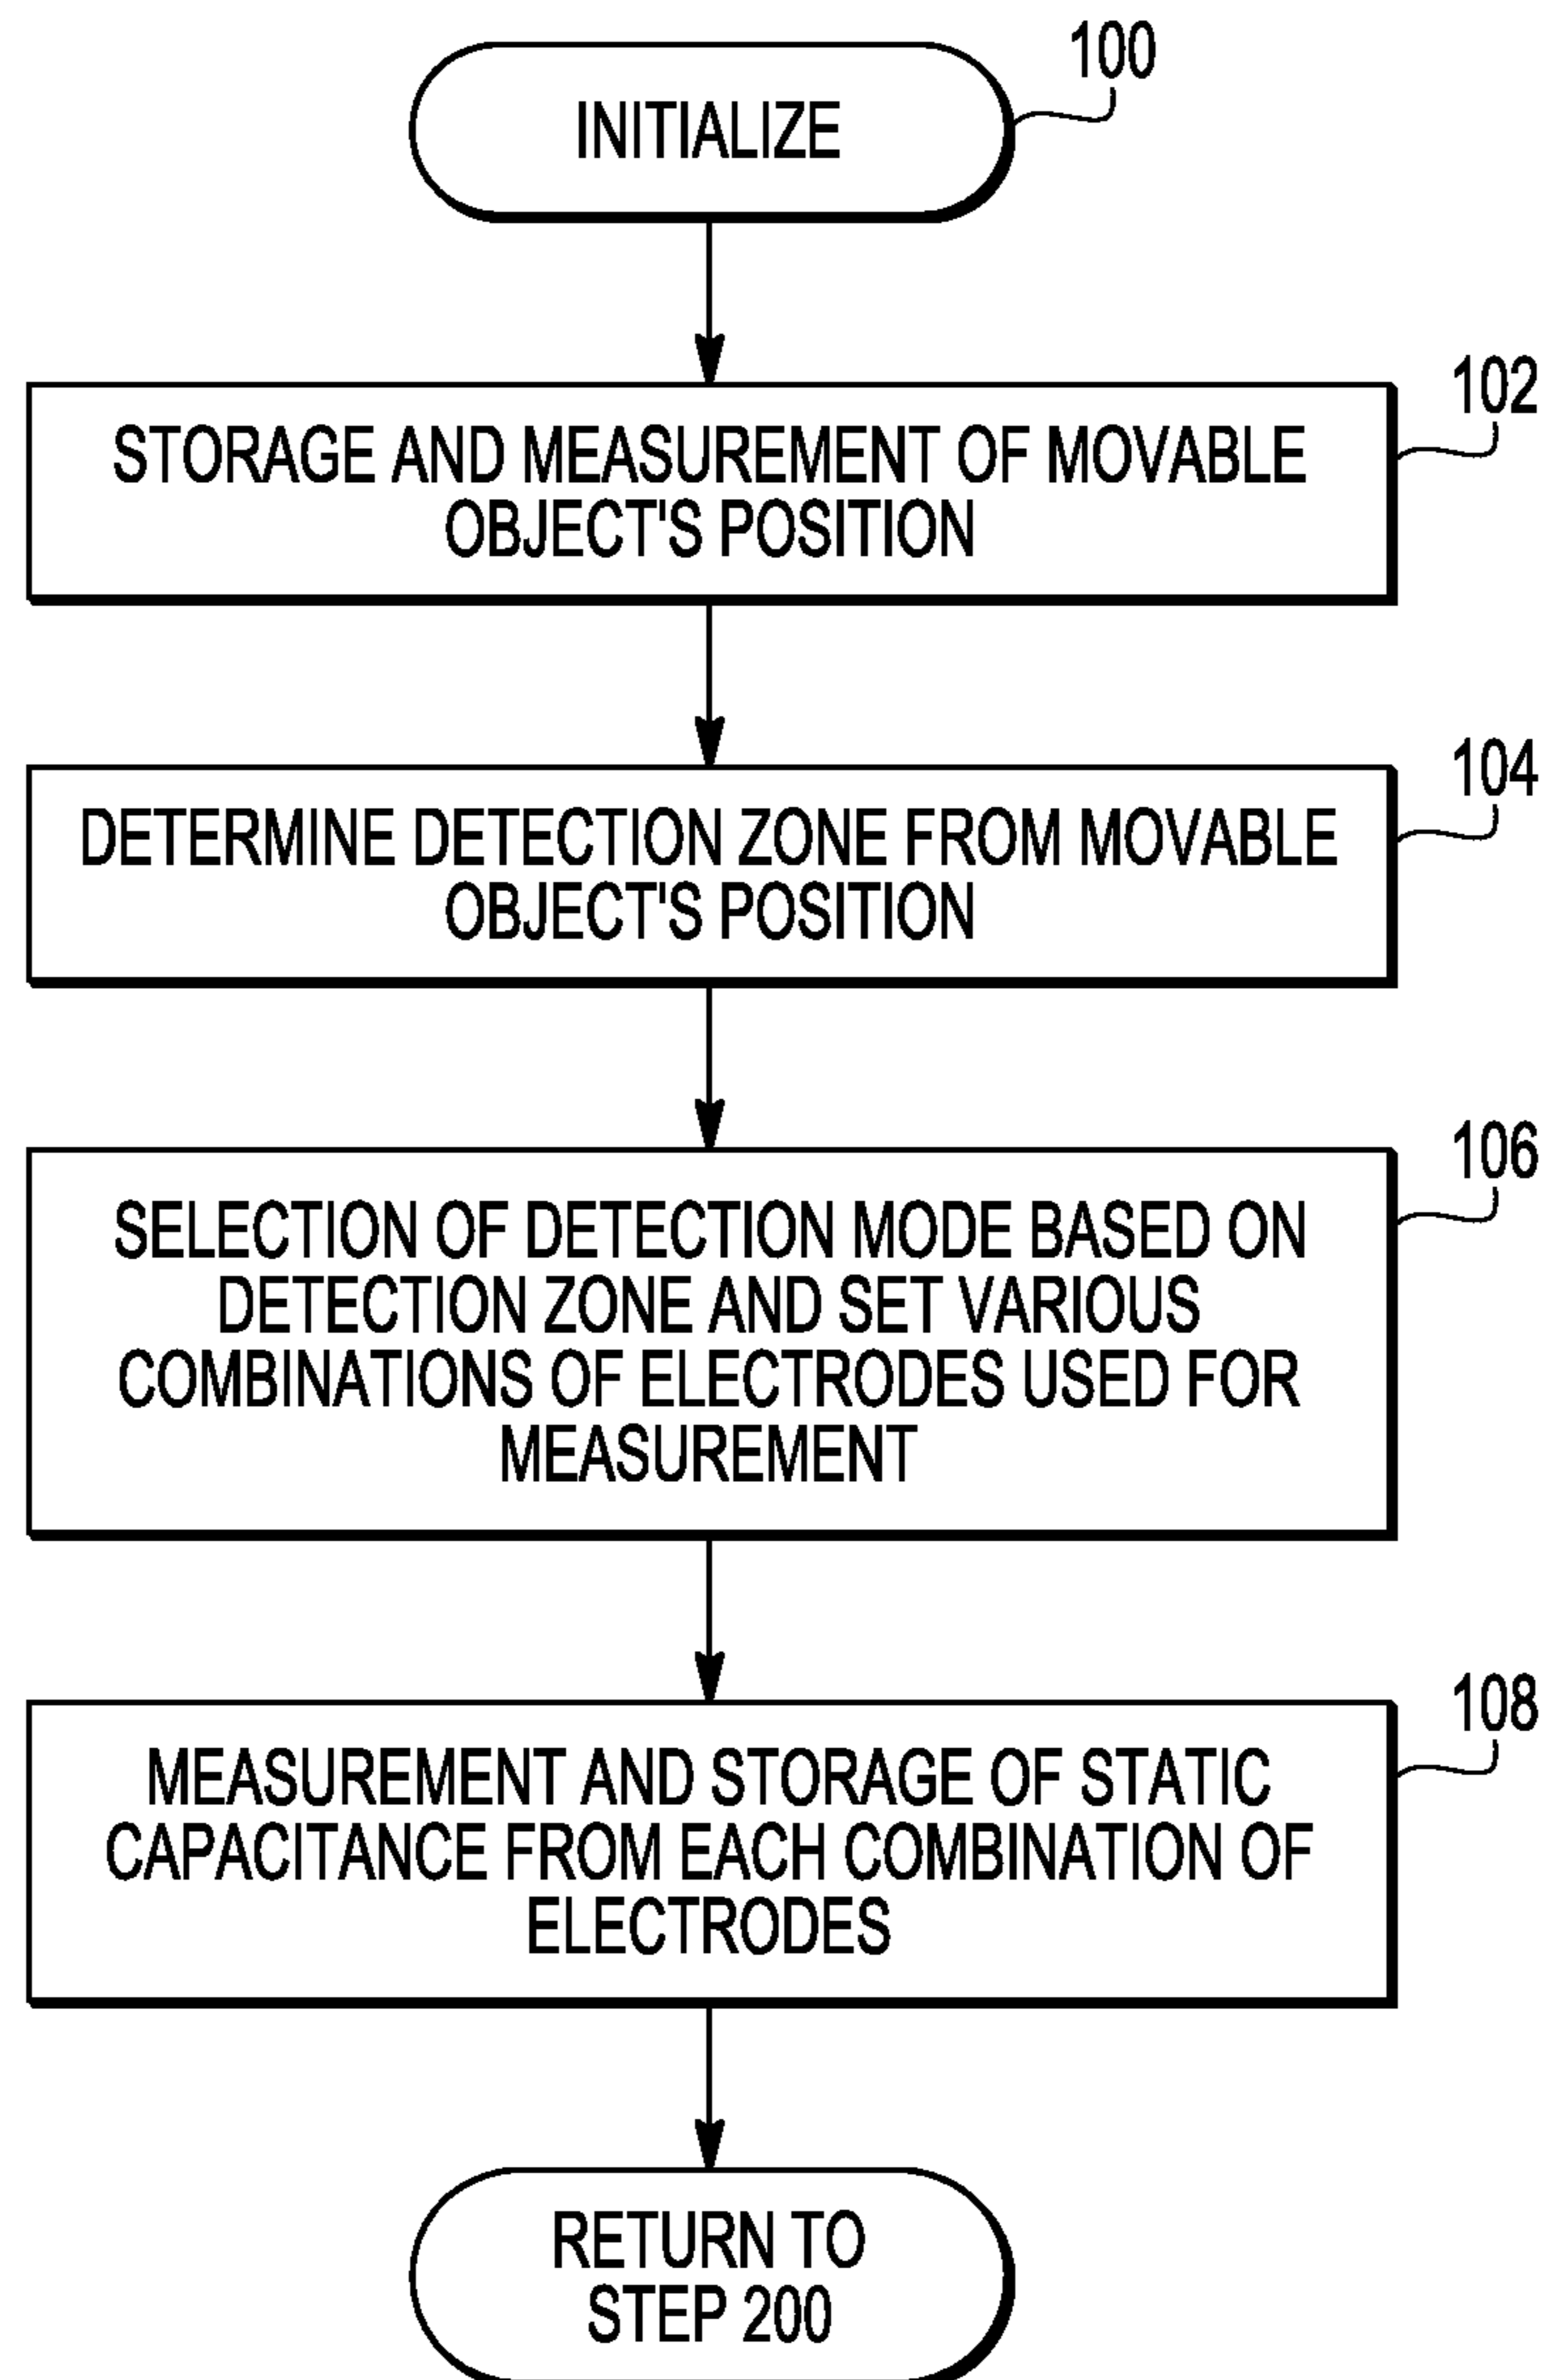 100
INITIALIZE
102
STORAGE AND MEASUREMENT OF MOVABLE
OBJECT'S POSITION
104
DETERMINE DETECTION ZONE FROM MOVABLE
OBJECT'S POSITION
106
SELECTION OF DETECTION MODE BASED ON
DETECTION ZONE AND SET VARIOUS
COMBINATIONS OF ELECTRODES USED FOR
MEASUREMENT
108
MEASUREMENT AND STORAGE OF STATIC
CAPACITANCE FROM EACH COMBINATION OF
ELECTRODES
RETURN TO
STEP 200